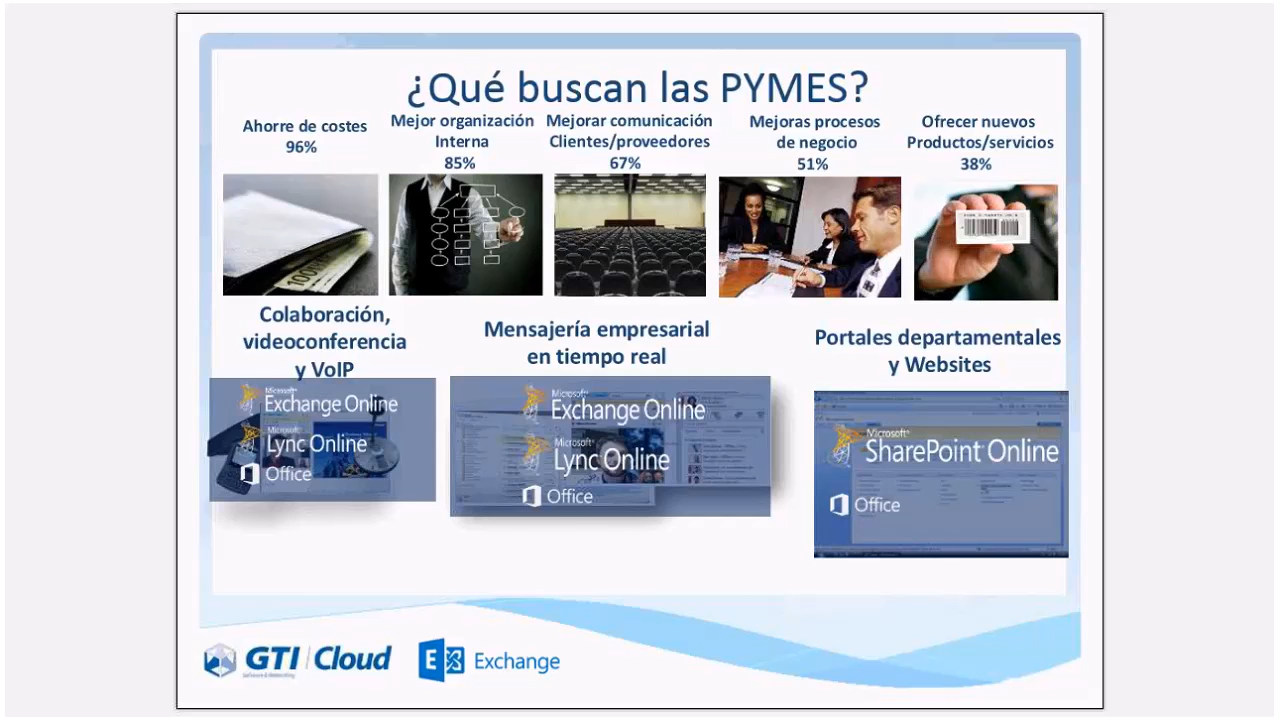 ¿Qué buscan las PYMES?
Ahorre de costes
96%
Mejor organización
Interna
85%
Mejorar comunicación
Clientes/proveedores
67%
Mejoras procesos
de negocio
51%
Ofrecer nuevos
Productos/servicios
38%
Colaboración,
videoconferencia
y VoIP
Microsoft®
Exchange Online
Microsoft®
Lync Online
Office
Mensajería empresarial
en tiempo real
Microsoft®
Exchange Online
Microsoft®
Lync Online
Office
Portales departamentales
y Websites
Microsoft®
SharePoint Online
Office
GTI Cloud
Software & Networking
E Exchange